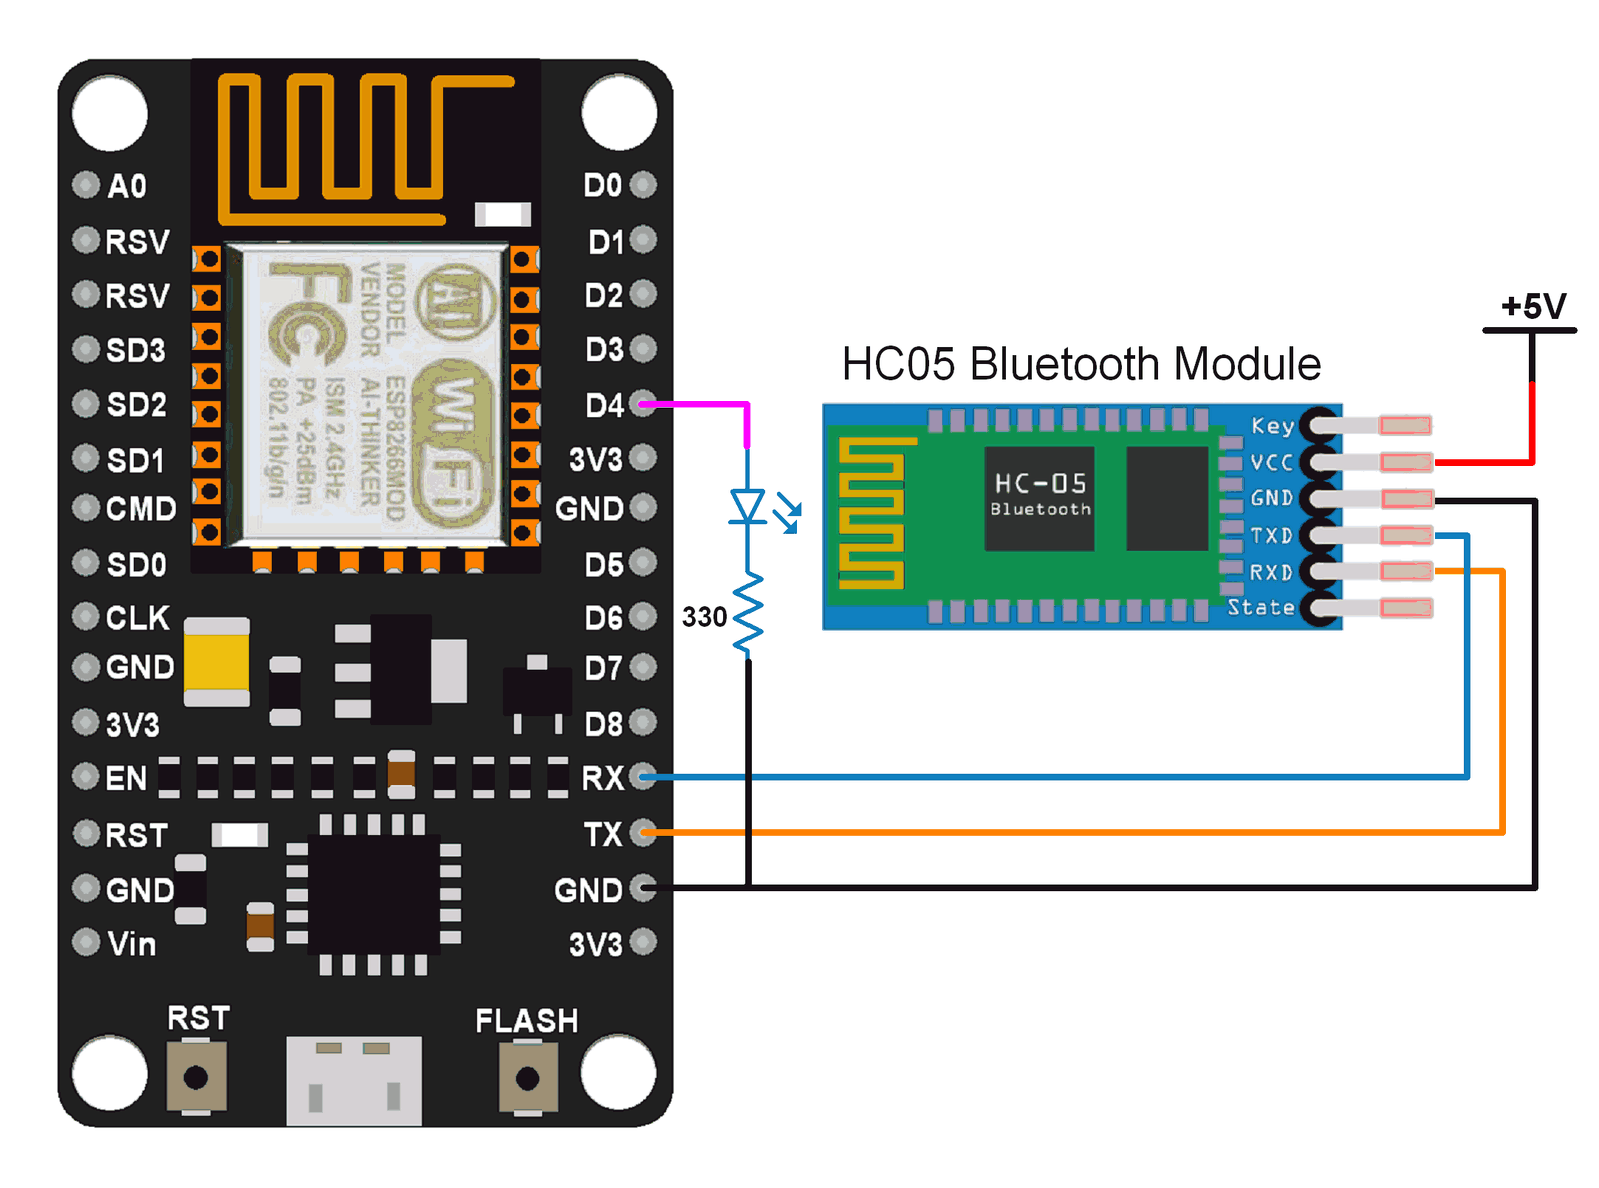 A0
RSV
RSV
SD3
SD2
SD1
CMD
SD0
CLK
GND
3V3
EN
RST
GND
Vin
D0
D1
D2
D3
D4
3V3
GND
D5
D6
D7
D8
RX
TX
GND
3V3
RST
FLASH
FC
MODEL
VENDOR
ESP8266MOD
AI-THINKER
ISM 2.4GHz
PA +25dBm
802.11b/g/n
Ai
WiFi
330
HC05 Bluetooth Module
HC-05
Bluetooth
Key
VCC
GND
TXD
RXD
State
+5V